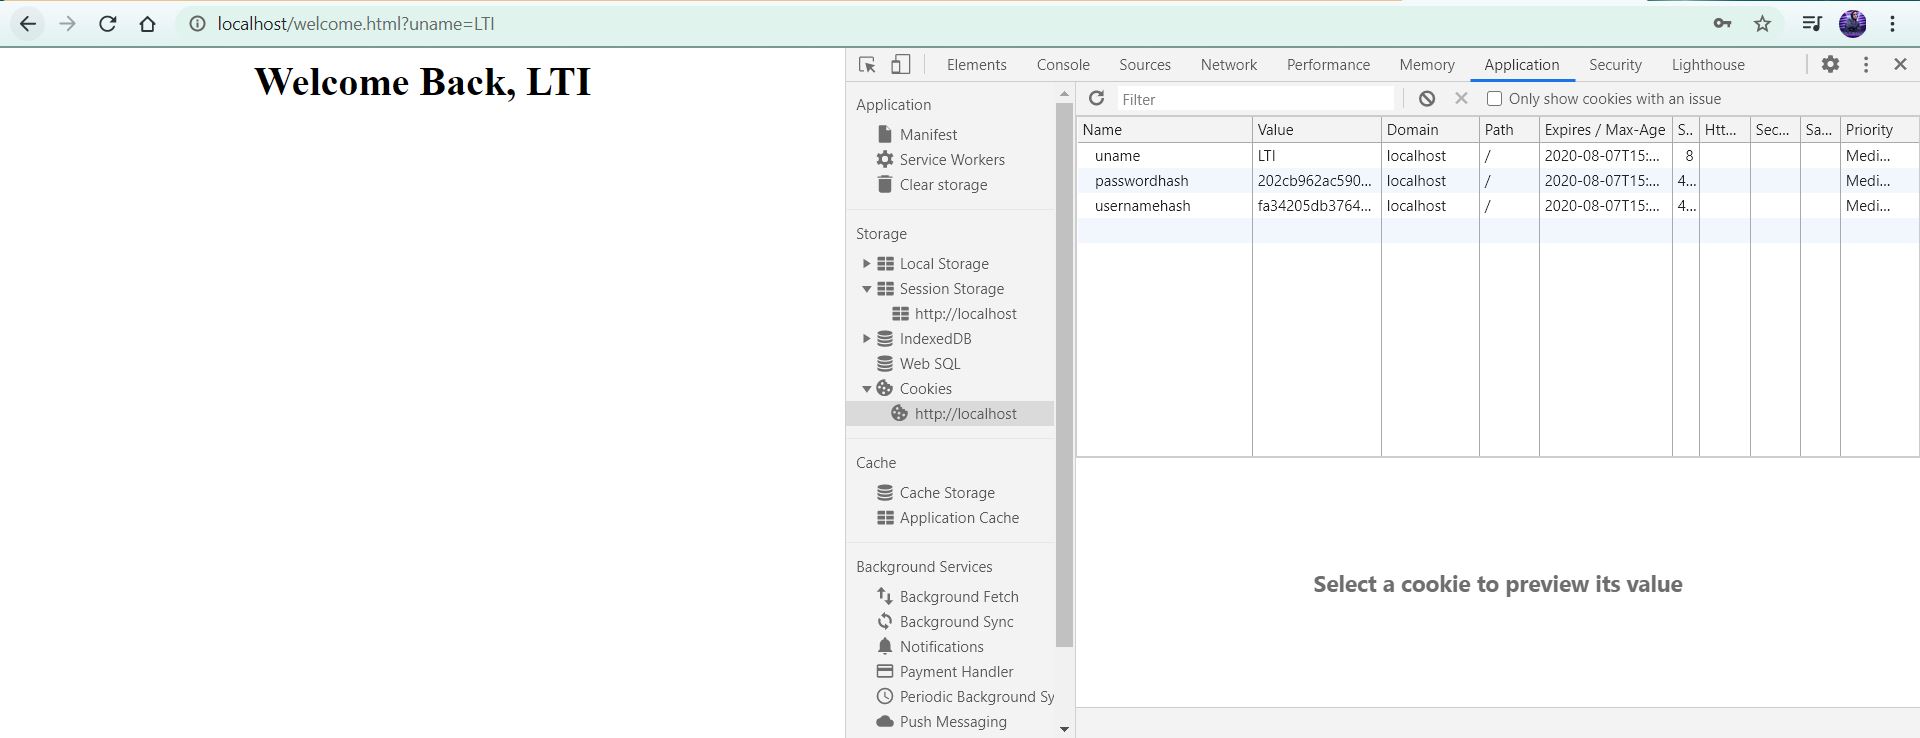 localhost/welcome.html?uname=LTI
Welcome Back, LTI
Elements Console Sources Network Performance Memory Application Security Lighthouse
Application
Manifest
Service Workers
Clear storage
Storage
Local Storage
Session Storage
http://localhost
IndexedDB
Web SQL
Cookies
http://localhost
Cache
Cache Storage
Application Cache
Background Services
Background Fetch
Background Sync
Notifications
Payment Handler
Periodic Background Sy
Push Messaging
Filter Only show cookies with an issue
Name Value Domain Path Expires / Max-Age S.. Htt... Sec... Sa... Priority
uname LTI localhost / 2020-08-07T15:... 8 Medi...
passwordhash 202cb962ac590... localhost / 2020-08-07T15:... 4... Medi...
usernamehash fa34205db3764... localhost / 2020-08-07T15:... 4... Medi...
Select a cookie to preview its value